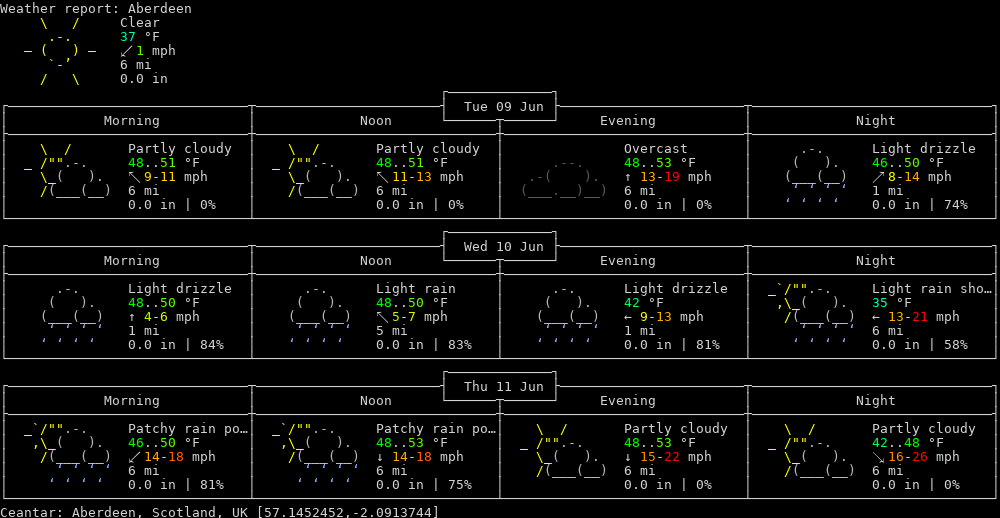 Weather report: Aberdeen
Clear
37 °F
↙1 mph
6 mi
0.0 in
Tue 09 Jun
Morning Noon Evening Night
Partly cloudy Partly cloudy Overcast Light drizzle
48..51 °F 48..51 °F 48..53 °F 46..50 °F
↖9-11 mph ↖11-13 mph ↑ 13-19 mph ↗8-14 mph
6 mi 6 mi 6 mi 1 mi
0.0 in | 0% 0.0 in | 0% 0.0 in | 0% 0.0 in | 74%
Wed 10 Jun
Morning Noon Evening Night
Light drizzle Light rain Light drizzle Light rain sho…
48..50 °F 48..50 °F 42 °F 35 °F
↑ 4-6 mph ↖5-7 mph ← 9-13 mph ← 13-21 mph
1 mi 5 mi 1 mi 6 mi
0.0 in | 84% 0.0 in | 83% 0.0 in | 81% 0.0 in | 58%
Thu 11 Jun
Morning Noon Evening Night
Patchy rain po… Patchy rain po… Partly cloudy Partly cloudy
46..50 °F 48..53 °F 48..53 °F 42..48 °F
↙14-18 mph ↓ 14-18 mph ↓ 15-22 mph ↘16-26 mph
6 mi 6 mi 6 mi 6 mi
0.0 in | 81% 0.0 in | 75% 0.0 in | 0% 0.0 in | 0%
Ceantar: Aberdeen, Scotland, UK [57.1452452,-2.0913744]